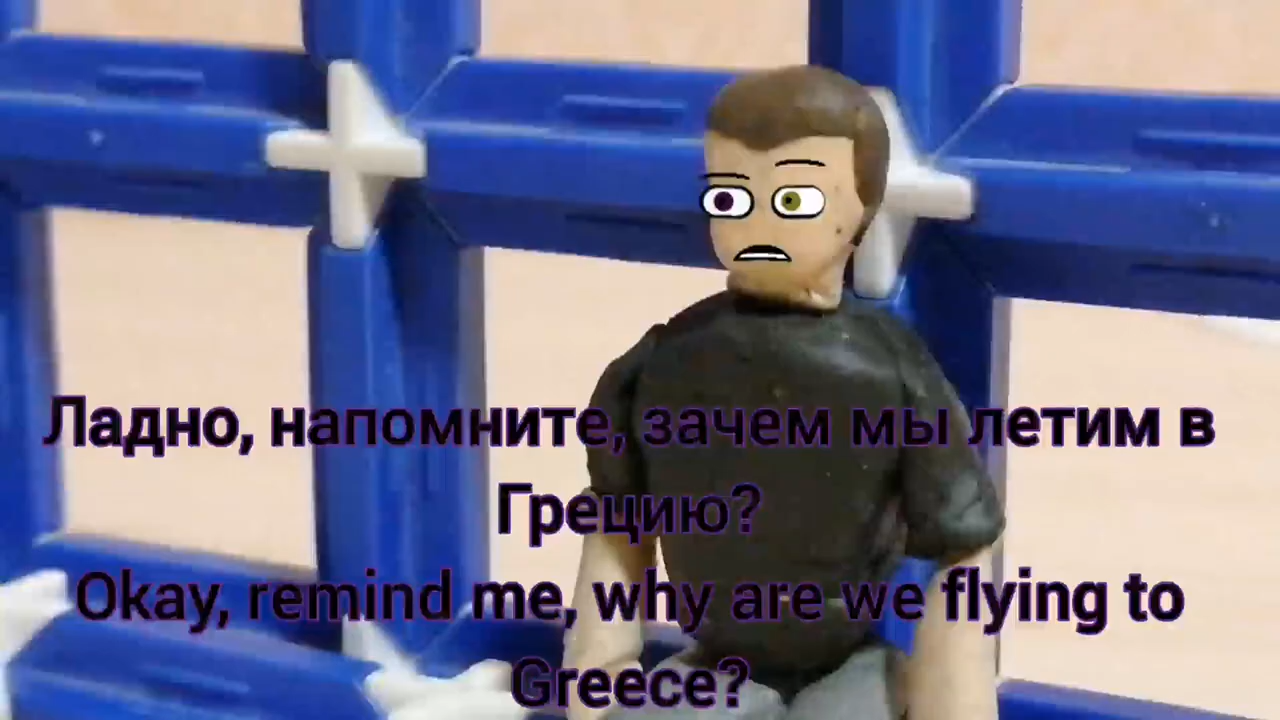 Ладно, напомните, зачем мы летим в
Грецию?
Okay, remind me, why are we flying to
Greece?